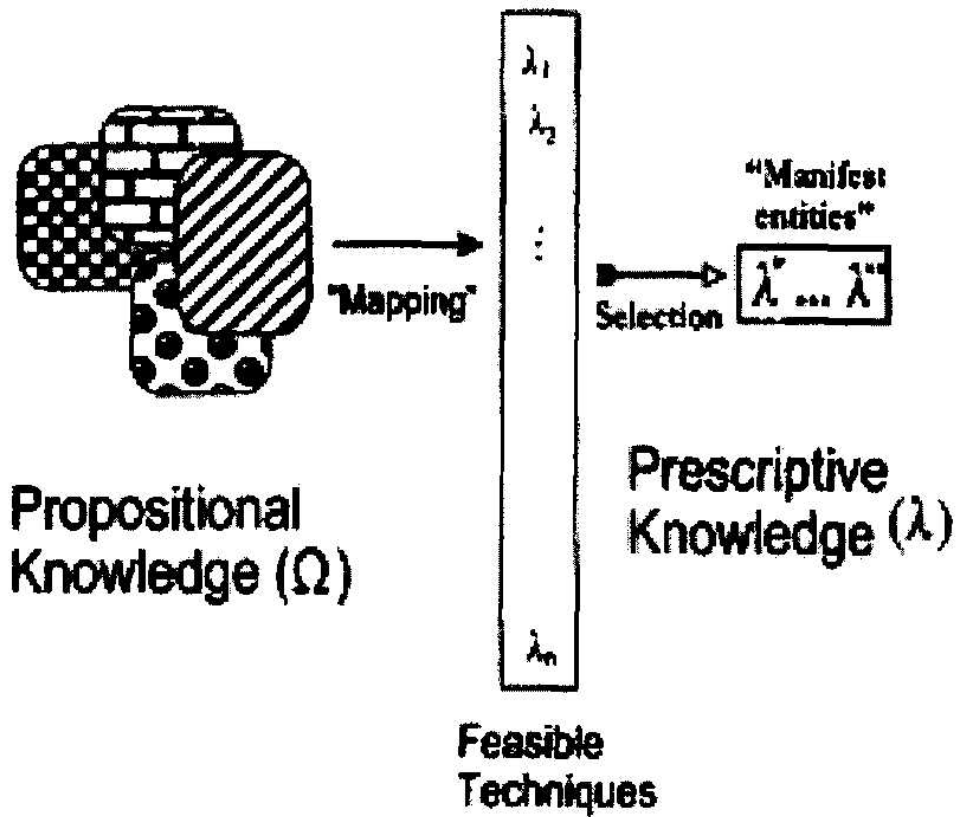 λ₁
λ₂
⋮
"Manifest
entities"
λ' ... λ''
"Mapping"
Selection
Propositional
Knowledge (Ω)
Prescriptive
Knowledge (λ)
λₙ
Feasible
Techniques